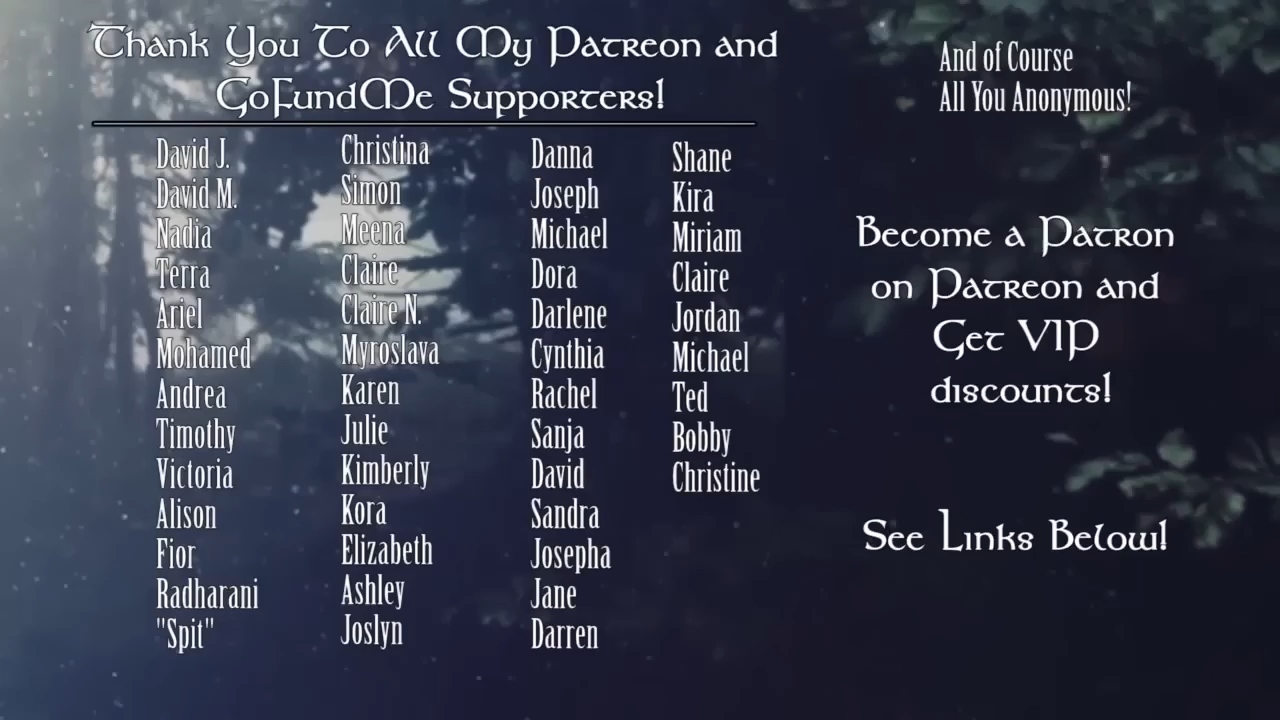 Thank You To All My Patreon and
GoFundMe Supporters!
David J.
David M.
Nadia
Terra
Ariel
Mohamed
Andrea
Timothy
Victoria
Alison
Fior
Radharani
"Spit"
Christina
Simon
Meena
Claire
Claire N.
Myroslava
Karen
Julie
Kimberly
Kora
Elizabeth
Ashley
Joslyn
Danna
Joseph
Michael
Dora
Darlene
Cynthia
Rachel
Sanja
David
Sandra
Josepha
Jane
Darren
Shane
Kira
Miriam
Claire
Jordan
Michael
Ted
Bobby
Christine
And of Course
All You Anonymous!
Become a Patron
on Patreon and
Get VIP
discounts!
See Links Below!